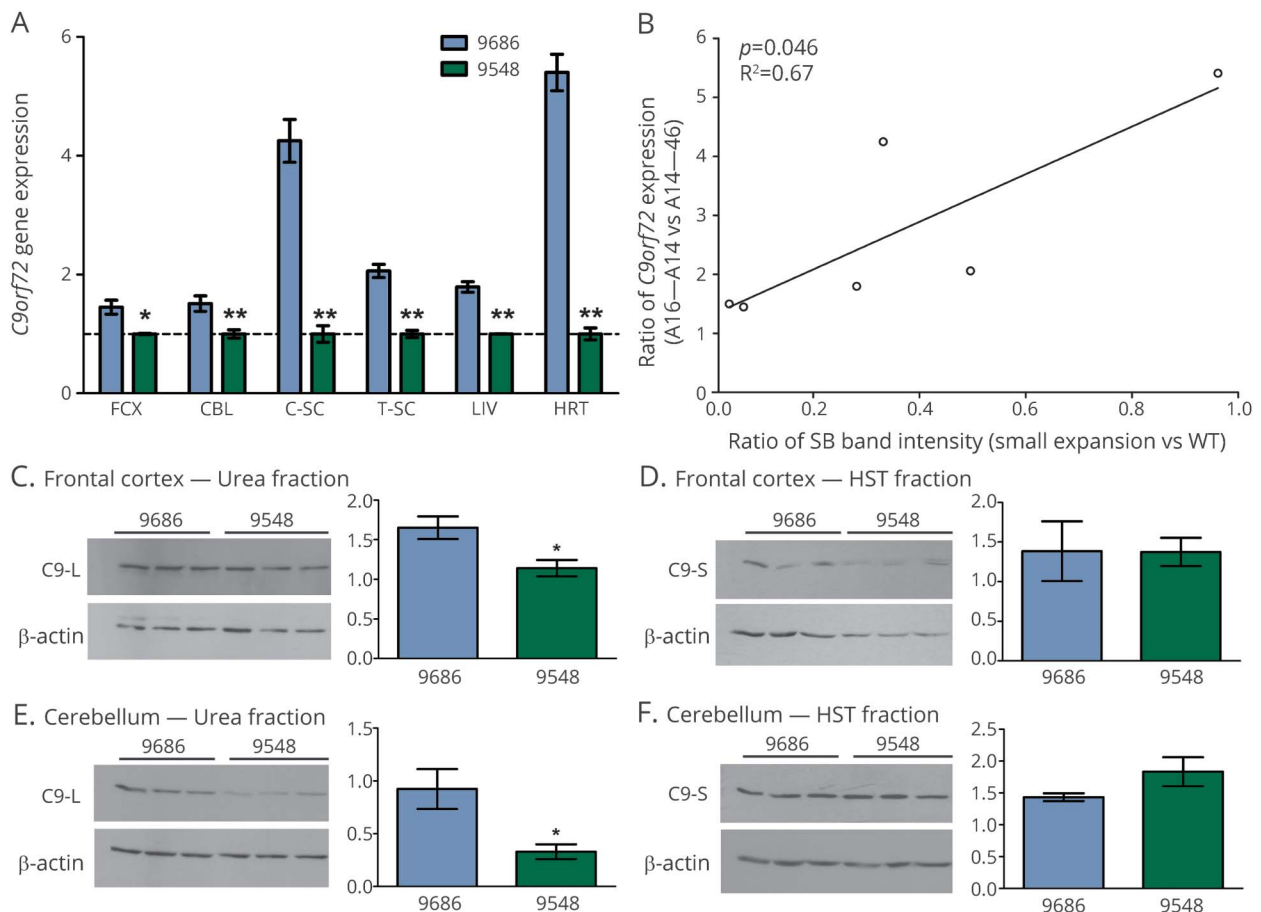 A
6
4
2
0
C9orf72 gene expression
9686
9548
*
**
**
**
**
**
FCX
CBL
C-SC
T-SC
LIV
HRT
B
p=0.046
R²=0.67
6
5
4
3
2
1
0
Ratio of C9orf72 expression
(A16—A14 vs A14—46)
0.0
0.2
0.4
0.6
0.8
1.0
Ratio of SB band intensity (small expansion vs WT)
C. Frontal cortex — Urea fraction
9686
9548
C9-L
β-actin
2.0
1.5
1.0
0.5
0.0
*
9686
9548
D. Frontal cortex — HST fraction
9686
9548
C9-S
β-actin
2.0
1.5
1.0
0.5
0.0
9686
9548
E. Cerebellum — Urea fraction
9686
9548
C9-L
β-actin
1.5
1.0
0.5
0.0
*
9686
9548
F. Cerebellum — HST fraction
9686
9548
C9-S
β-actin
2.5
2.0
1.5
1.0
0.5
0.0
9686
9548